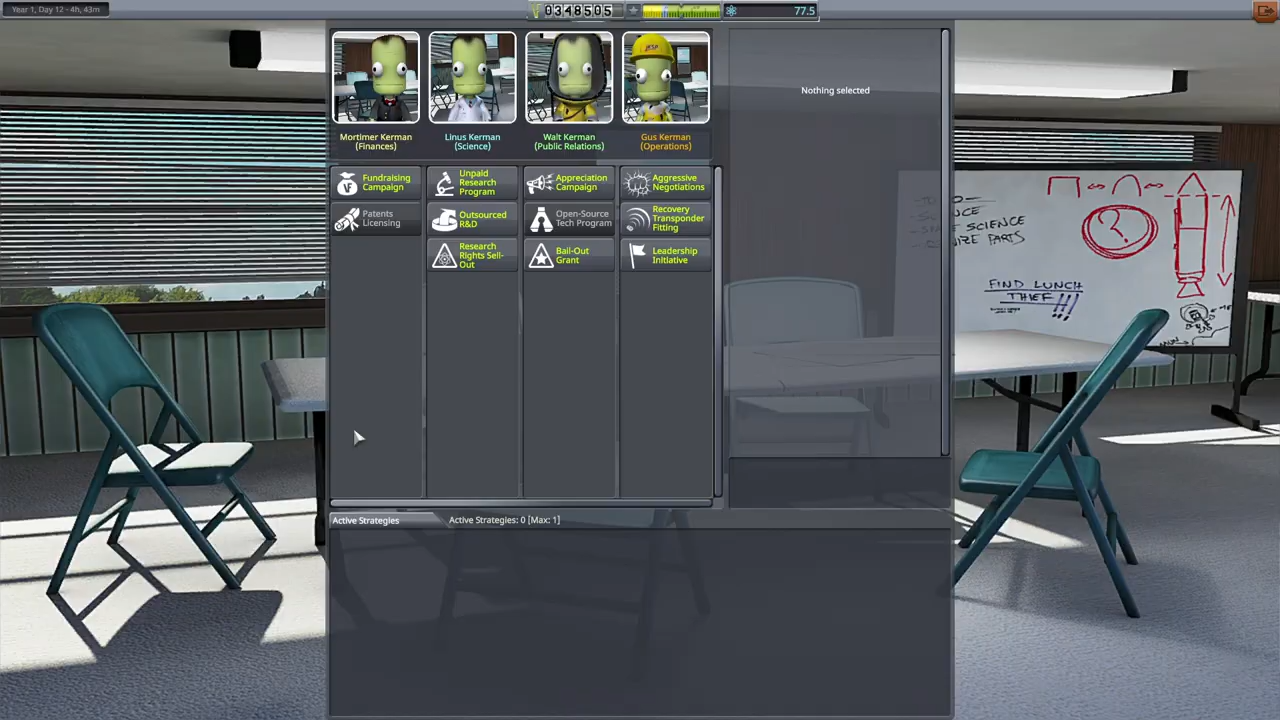 Year 1, Day 12 - 4h, 43m
0348505
77.5
Nothing selected
Mortimer Kerman
(Finances)
Linus Kerman
(Science)
Walt Kerman
(Public Relations)
Gus Kerman
(Operations)
Fundraising
Campaign
Unpaid
Research
Program
Appreciation
Campaign
Aggressive
Negotiations
Patents
Licensing
Outsourced
R&D
Open-Source
Tech Program
Recovery
Transponder
Fitting
Research
Rights Sell-
Out
Bail-Out
Grant
Leadership
Initiative
SCIENCE
PARTS
FIND LUNCH
THIEF!!!
Active Strategies
Active Strategies: 0 [Max: 1]